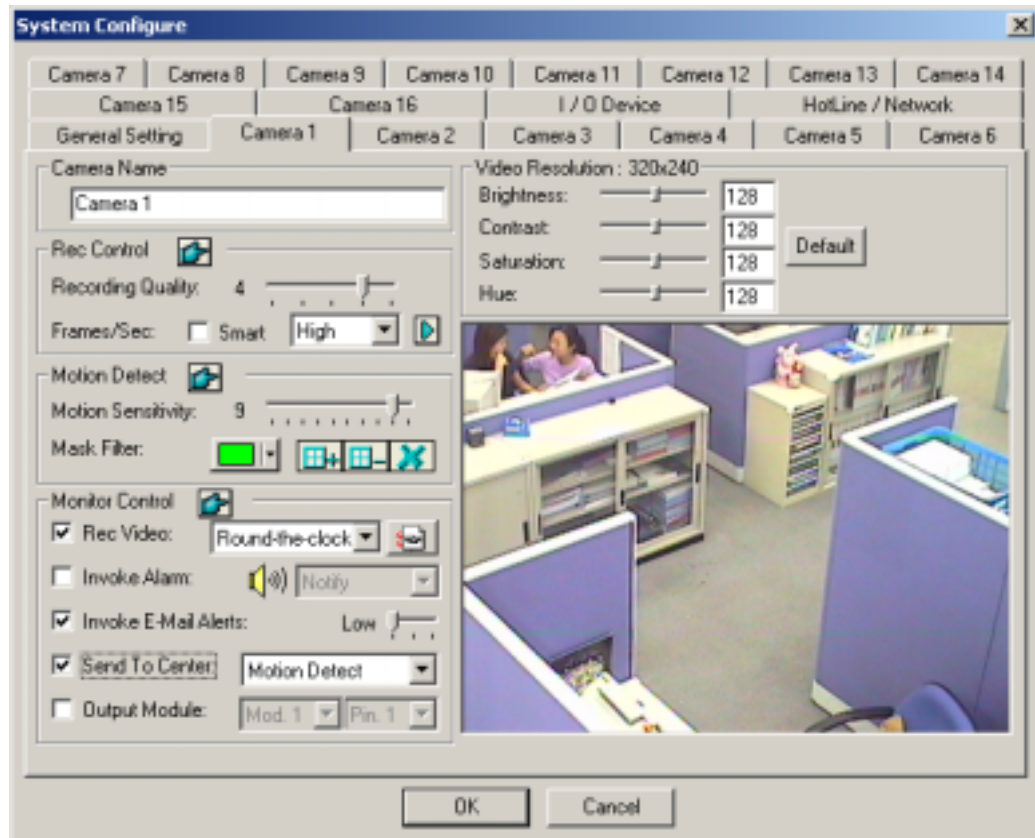 System Configure
Camera 7 Camera 8 Camera 9 Camera 10 Camera 11 Camera 12 Camera 13 Camera 14
Camera 15 Camera 16 I / O Device HotLine / Network
General Setting Camera 1 Camera 2 Camera 3 Camera 4 Camera 5 Camera 6
Camera Name
Camera 1
Rec Control
Recording Quality: 4
Frames/Sec: Smart High
Motion Detect
Motion Sensitivity: 9
Mask Filter:
Monitor Control
Rec Video: Round-the-clock
Invoke Alarm: Notify
Invoke E-Mail Alerts: Low
Send To Center: Motion Detect
Output Module: Mod. 1 Pin. 1
Video Resolution : 320x240
Brightness: 128
Contrast: 128
Saturation: 128
Hue: 128
Default
OK Cancel